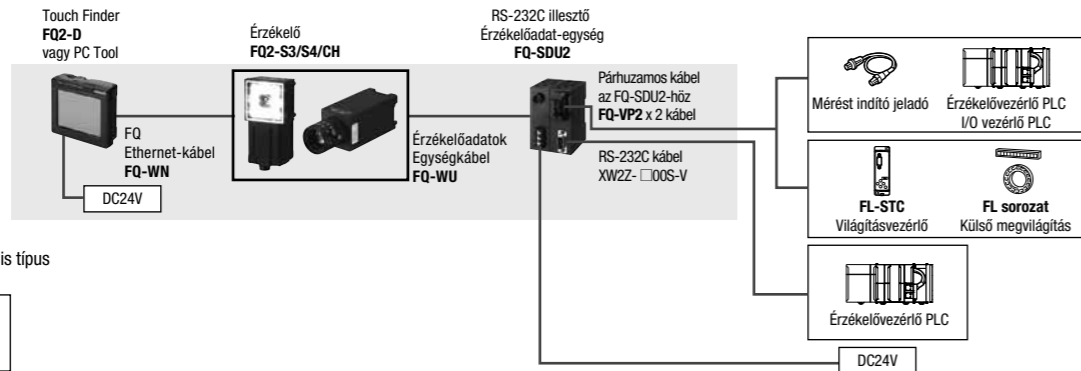 Touch Finder
FQ2-D
vagy PC Tool
Érzékelő
FQ2-S3/S4/CH
RS-232C illesztő
Érzékelőadat-egység
FQ-SDU2
FQ
Ethernet-kábel
FQ-WN
DC24V
Érzékelőadatok
Egységkábel
FQ-WU
Párhuzamos kábel
az FQ-SDU2-höz
FQ-VP2 x 2 kábel
RS-232C kábel
XW2Z- □00S-V
Mérést indító jeladó
Érzékelővezérlő PLC
I/O vezérlő PLC
FL-STC
Világításvezérlő
FL sorozat
Külső megvilágítás
is típus
Érzékelővezérlő PLC
DC24V